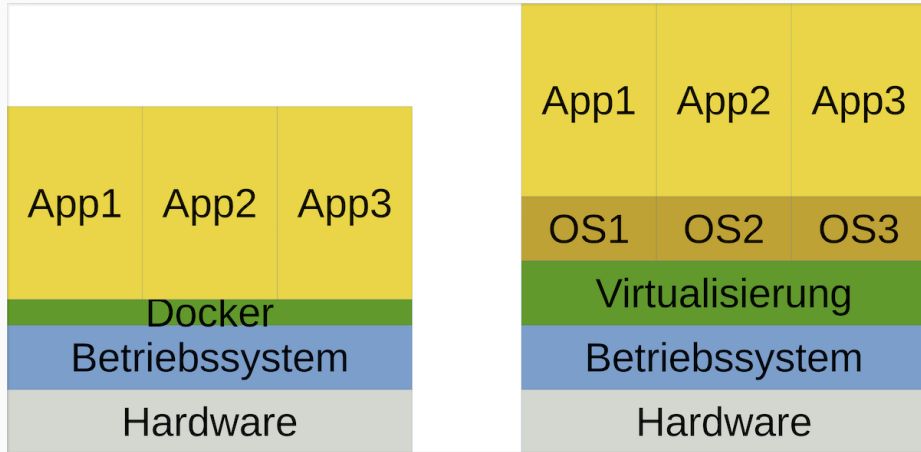 App1 App2 App3
Docker
Betriebssystem
Hardware
App1 App2 App3
OS1 OS2 OS3
Virtualisierung
Betriebssystem
Hardware